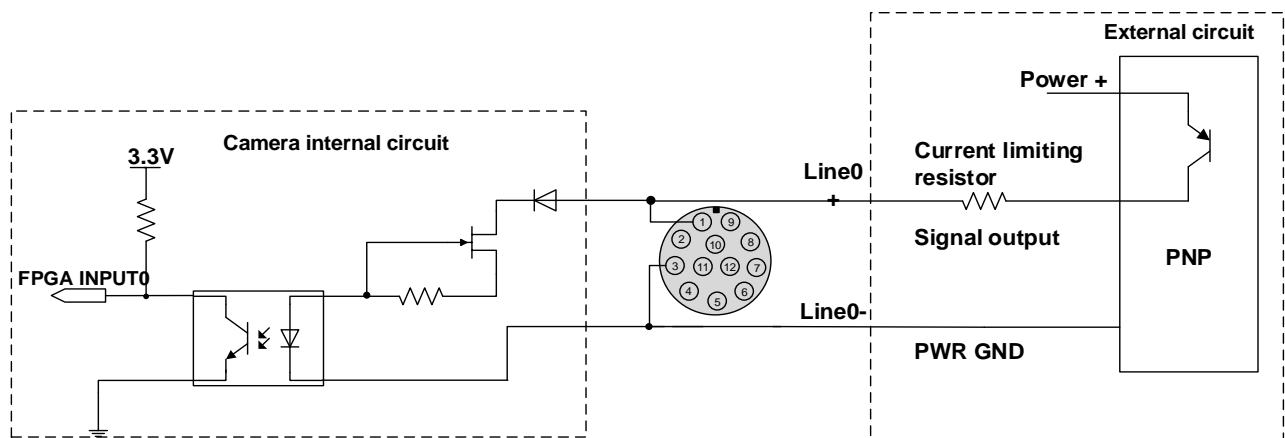 External circuit
Power +
Camera internal circuit
3.3V
Current limiting
resistor
Line0
+
Signal output
PNP
FPGA INPUT0
1
9
2
10
8
3
11
12
7
4
6
5
Line0-
PWR GND